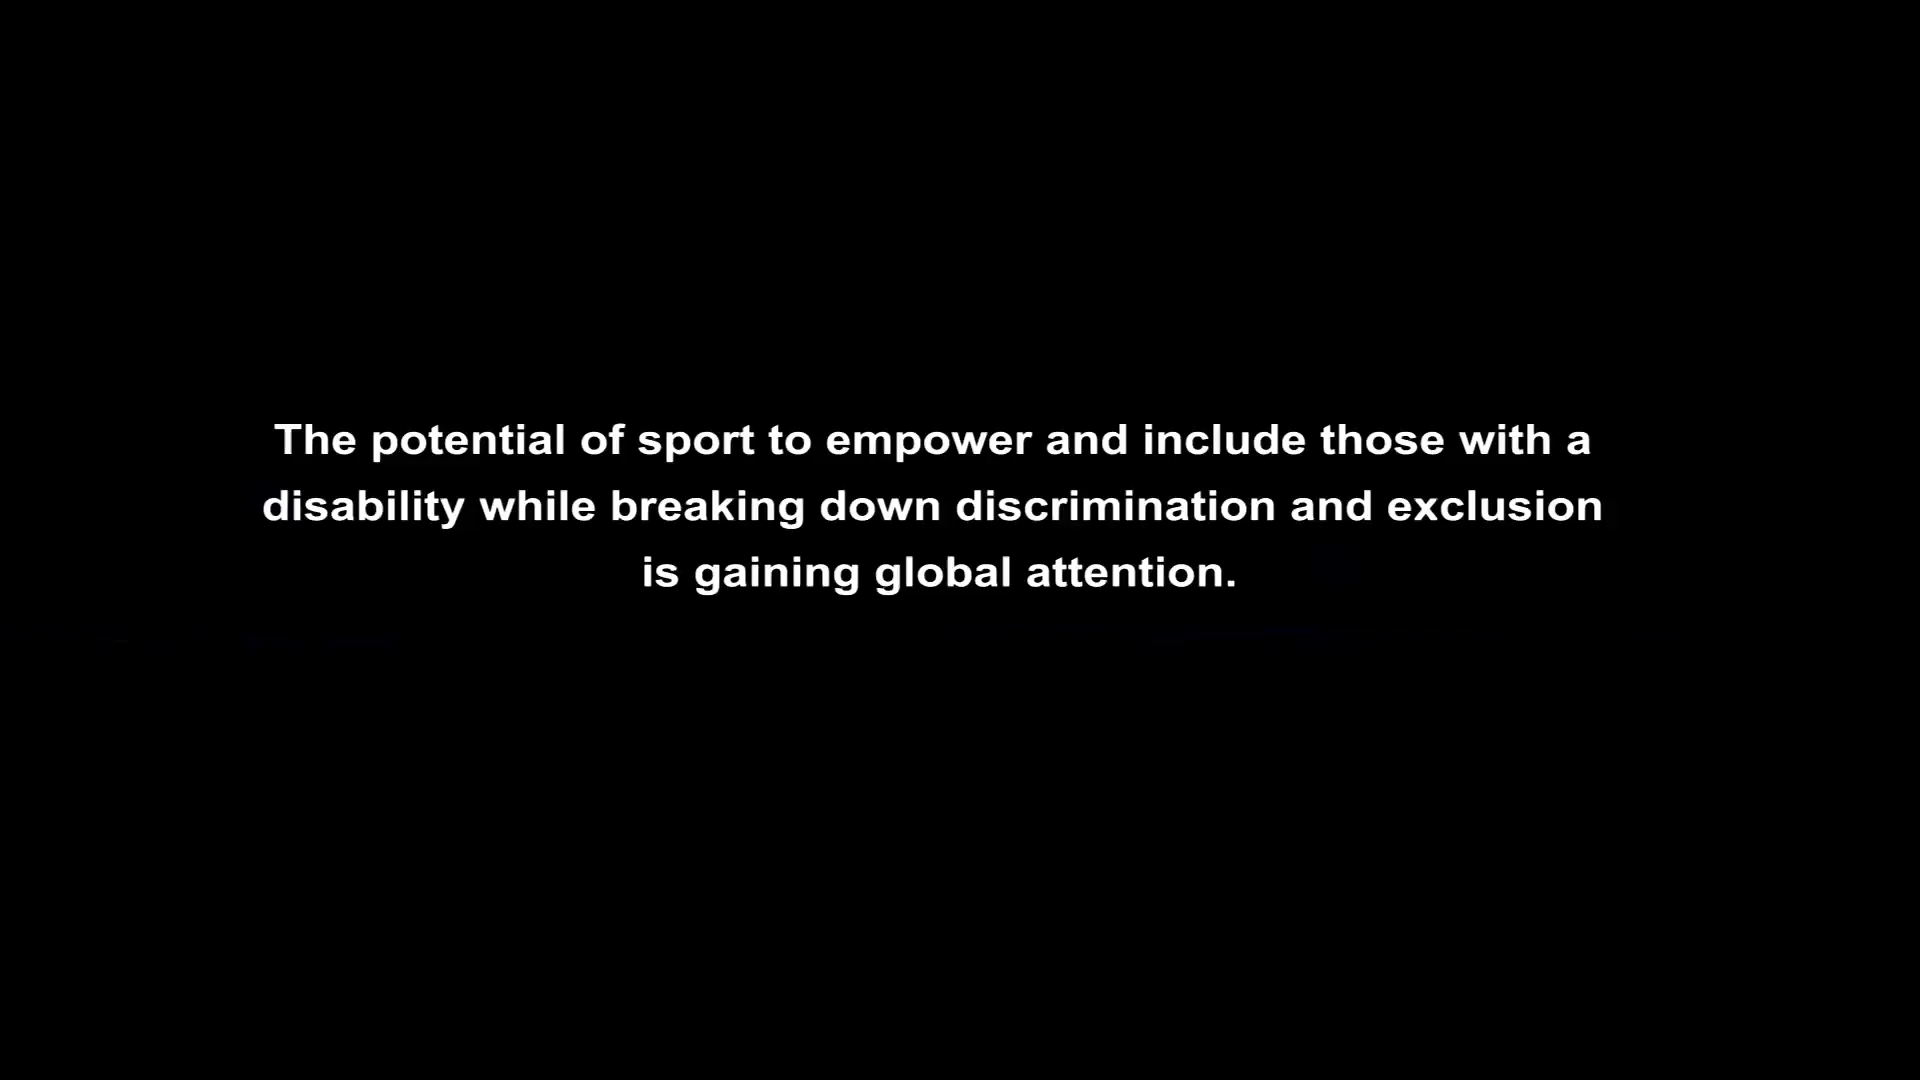 The potential of sport to empower and include those with a
disability while breaking down discrimination and exclusion
is gaining global attention.